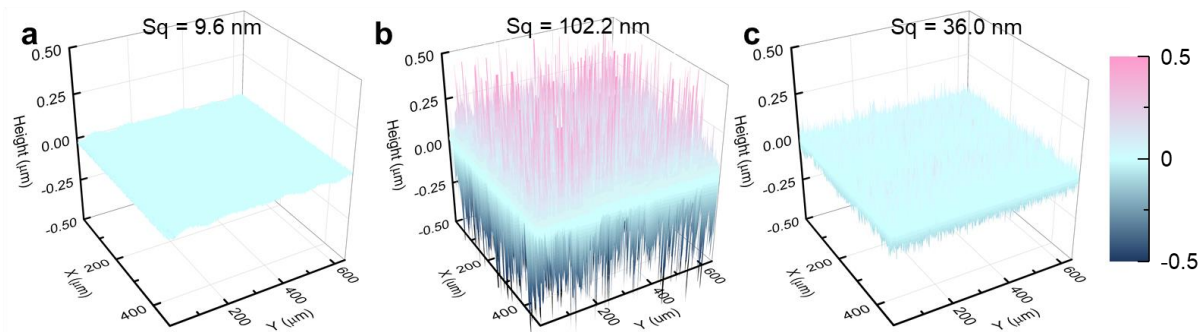 a
Sq = 9.6 nm
0.50
0.25
0.00
-0.25
-0.50
Height (μm)
200
400
X (μm)
200
400
600
Y (μm)
b
Sq = 102.2 nm
0.50
0.25
0.00
-0.25
-0.50
Height (μm)
200
400
X (μm)
200
400
600
Y (μm)
c
Sq = 36.0 nm
0.50
0.25
0.00
-0.25
-0.50
Height (μm)
200
400
X (μm)
200
400
600
Y (μm)
0.5
0
-0.5